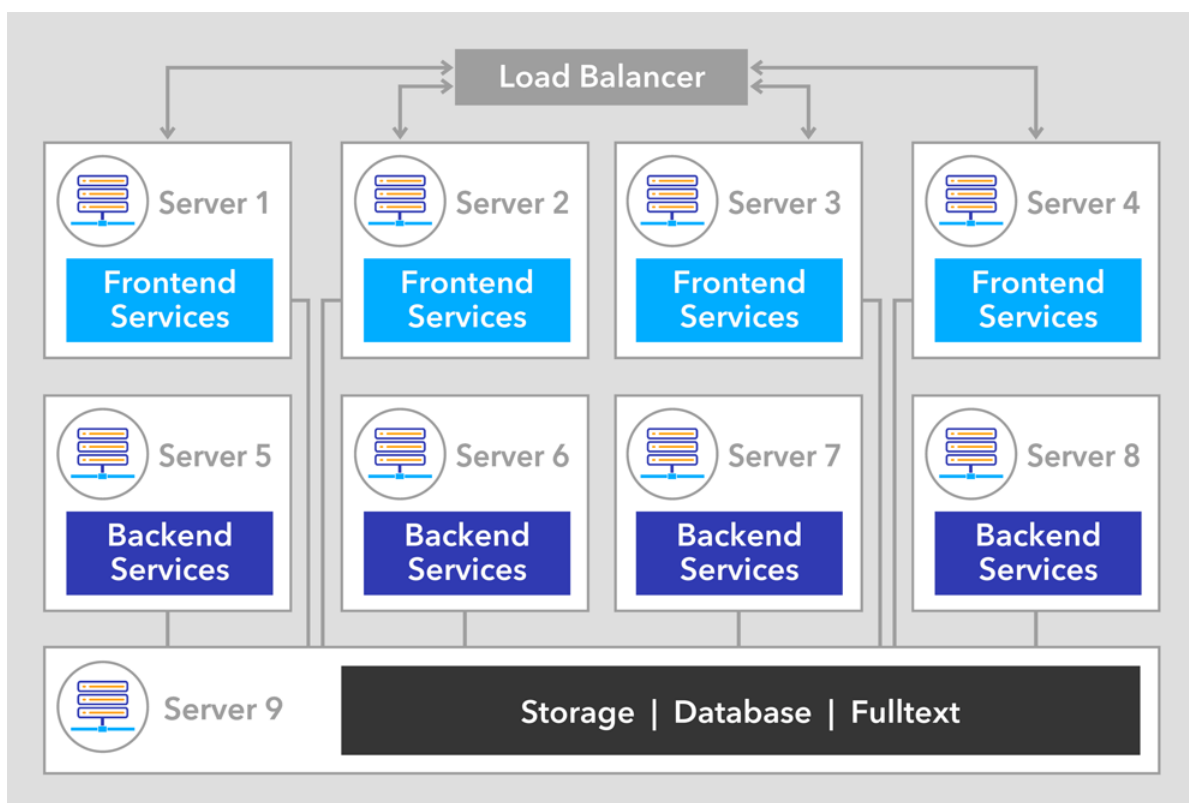 Load Balancer
Server 1
Frontend
Services
Server 2
Frontend
Services
Server 3
Frontend
Services
Server 4
Frontend
Services
Server 5
Backend
Services
Server 6
Backend
Services
Server 7
Backend
Services
Server 8
Backend
Services
Server 9
Storage | Database | Fulltext